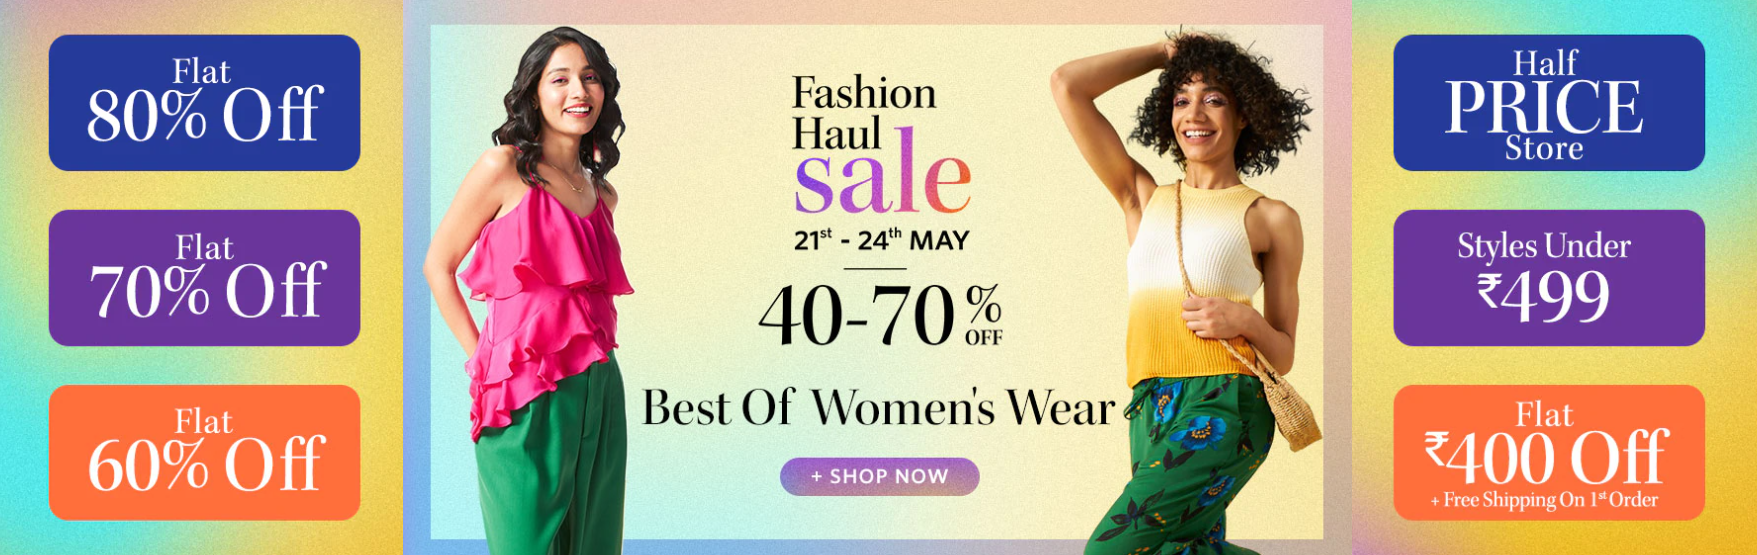 Flat
80% Off
Flat
70% Off
Flat
60% Off
Fashion
Haul
sale
21st - 24th MAY
40-70%
OFF
Best Of Women's Wear
+ SHOP NOW
Half
PRICE
Store
Styles Under
₹499
Flat
₹400 Off
+ Free Shipping On 1st Order